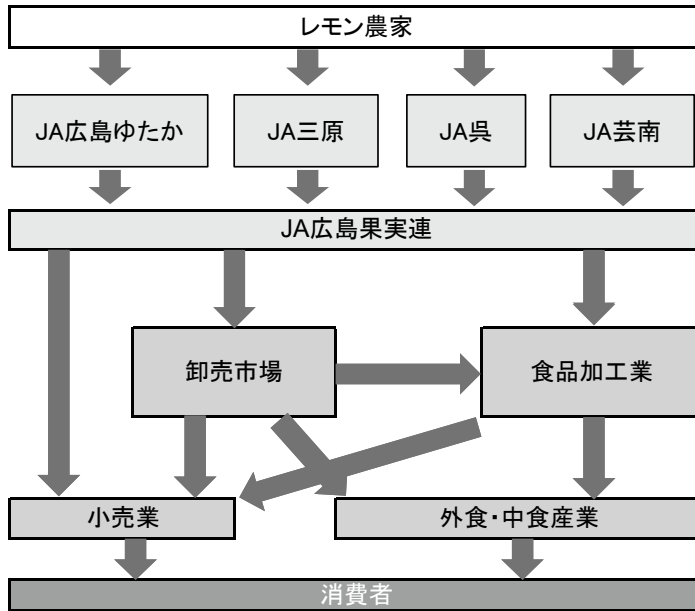 レモン農家
JA広島ゆたか
JA三原
JA呉
JA芸南
JA広島果実連
卸売市場
食品加工業
小売業
外食・中食産業
消費者